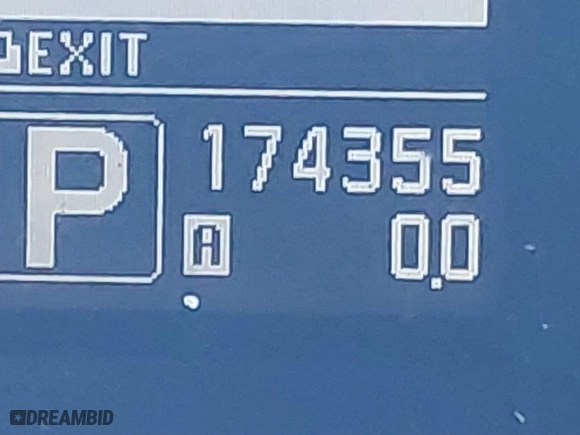 EXIT
P
174355
A
0.0
DREAMBID